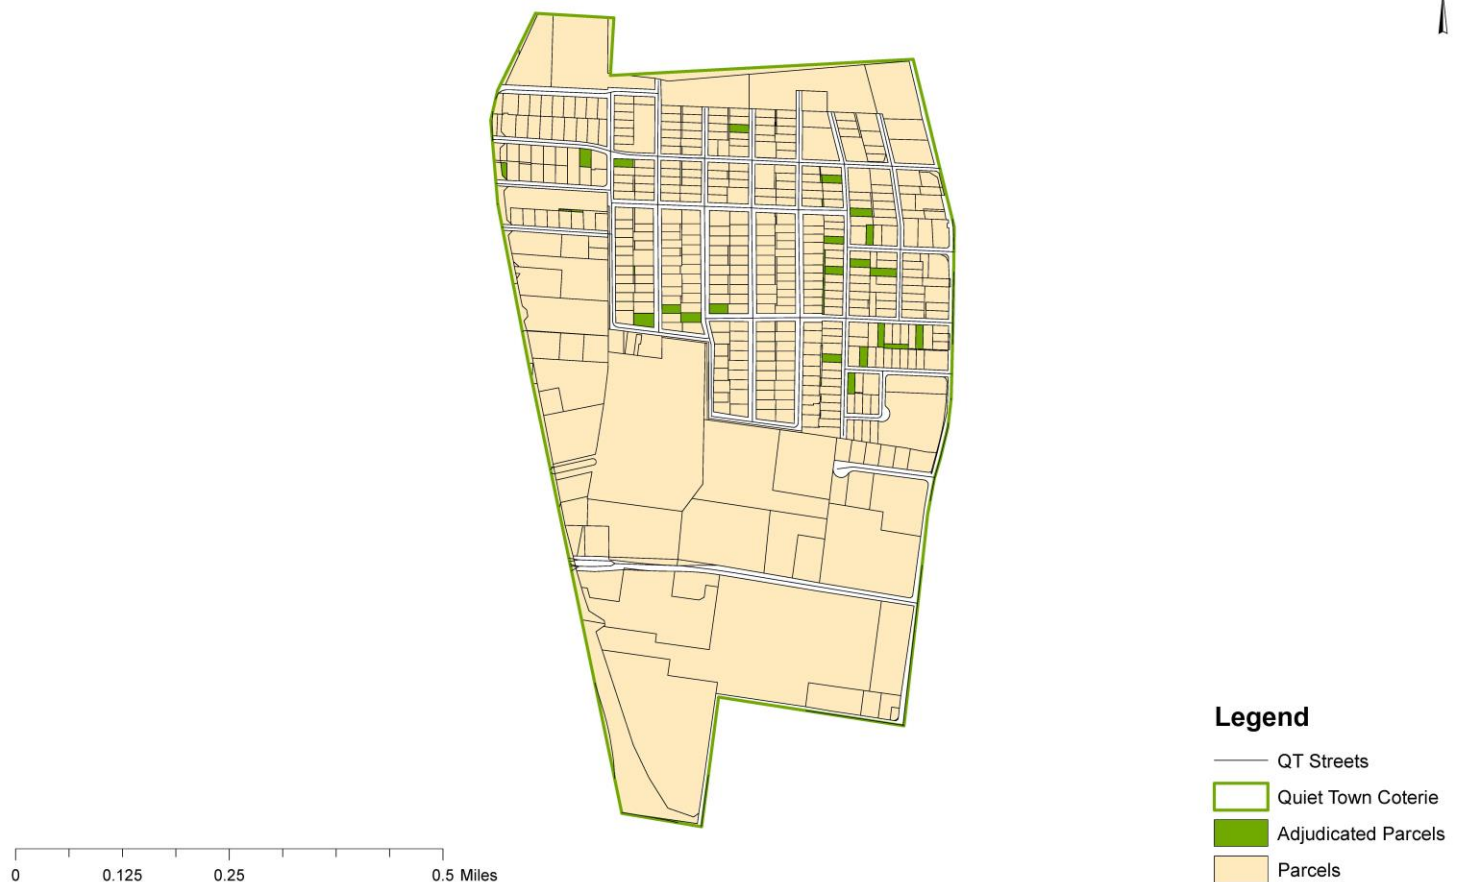 Legend
QT Streets
Quiet Town Coterie
Adjudicated Parcels
Parcels
0 0.125 0.25 0.5 Miles